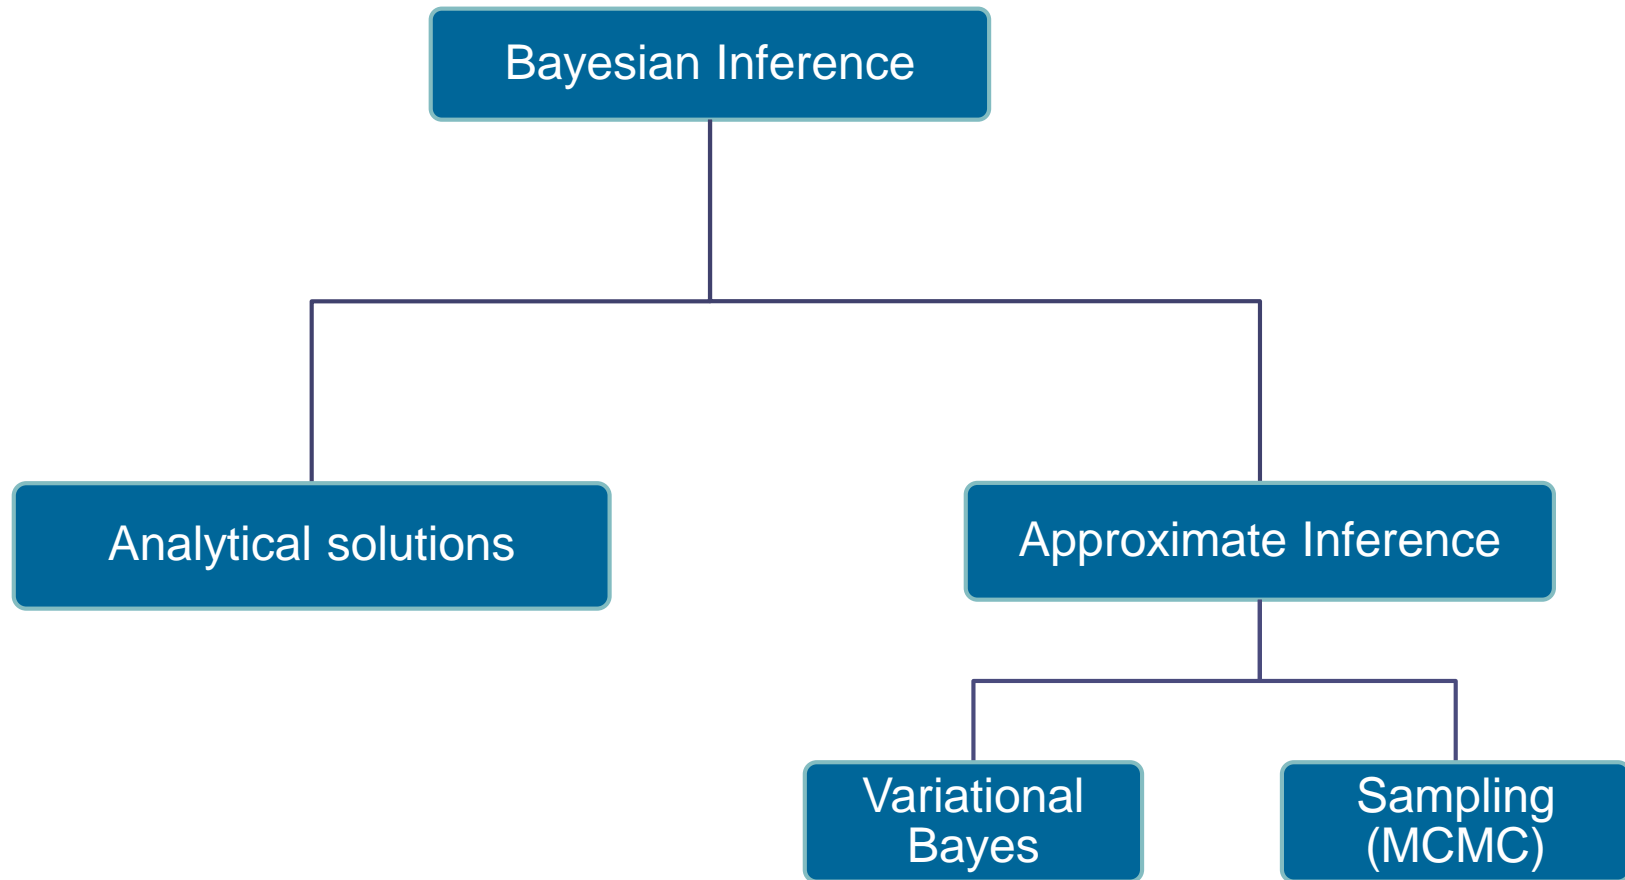 Bayesian Inference
Analytical solutions
Approximate Inference
Variational
Bayes
Sampling
(MCMC)